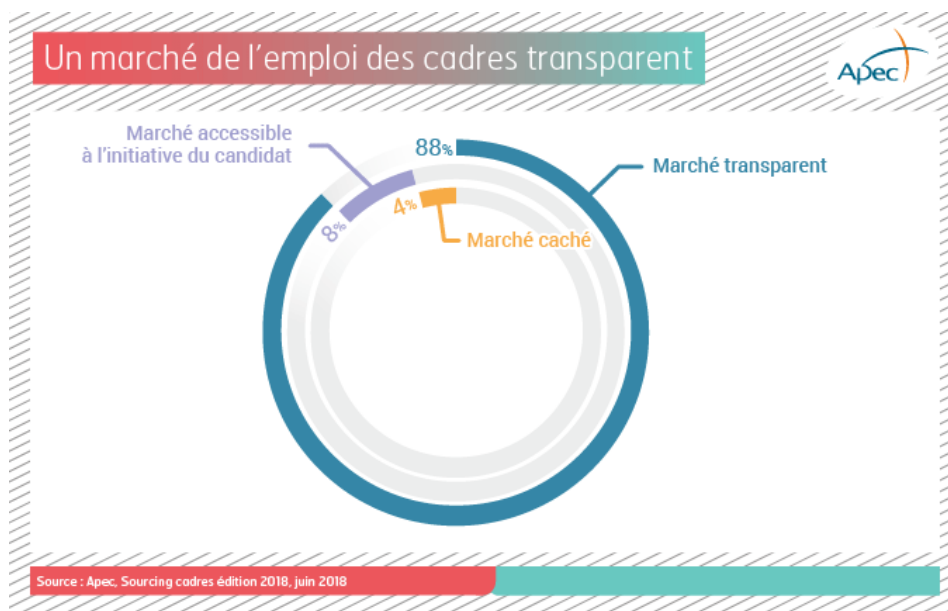 Un marché de l'emploi des cadres transparent
Apec
Marché accessible
à l'initiative du candidat
88%
Marché transparent
8%
4%
Marché caché
Source : Apec, Sourcing cadres édition 2018, juin 2018